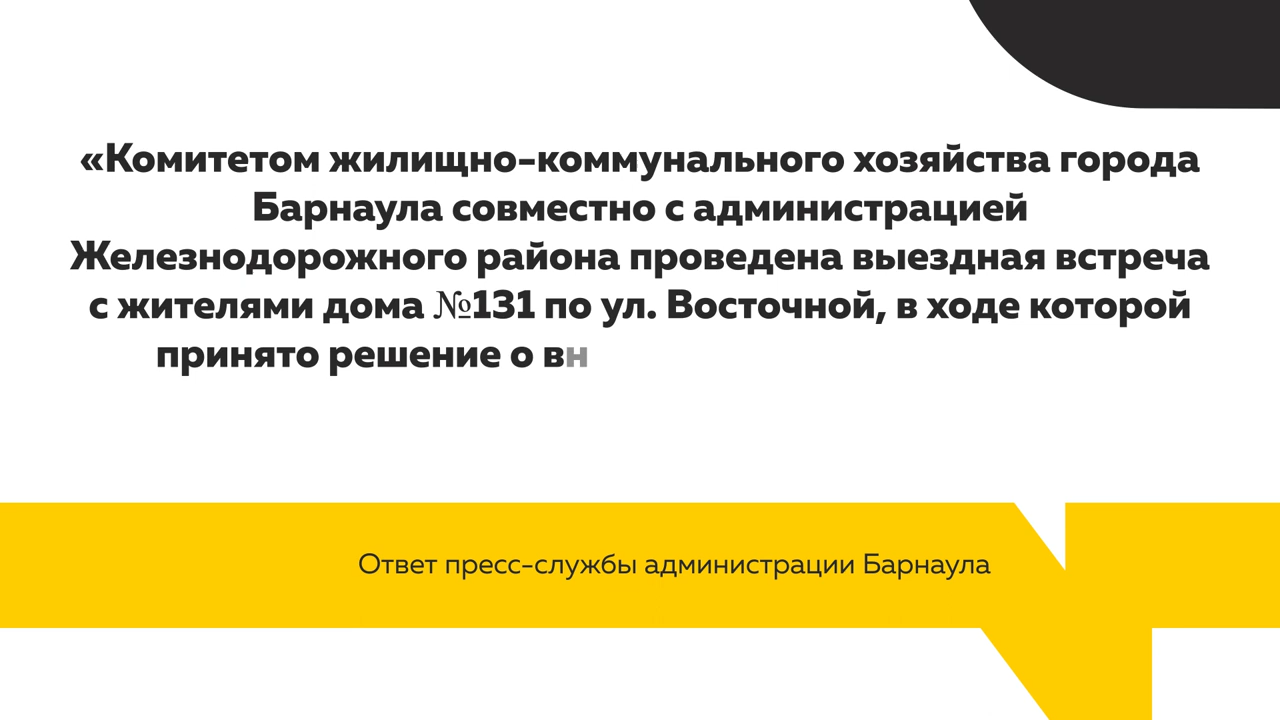 «Комитетом жилищно-коммунального хозяйства города
Барнаула совместно с администрацией
Железнодорожного района проведена выездная встреча
с жителями дома №131 по ул. Восточной, в ходе которой
принято решение о вн
Ответ пресс-службы администрации Барнаула